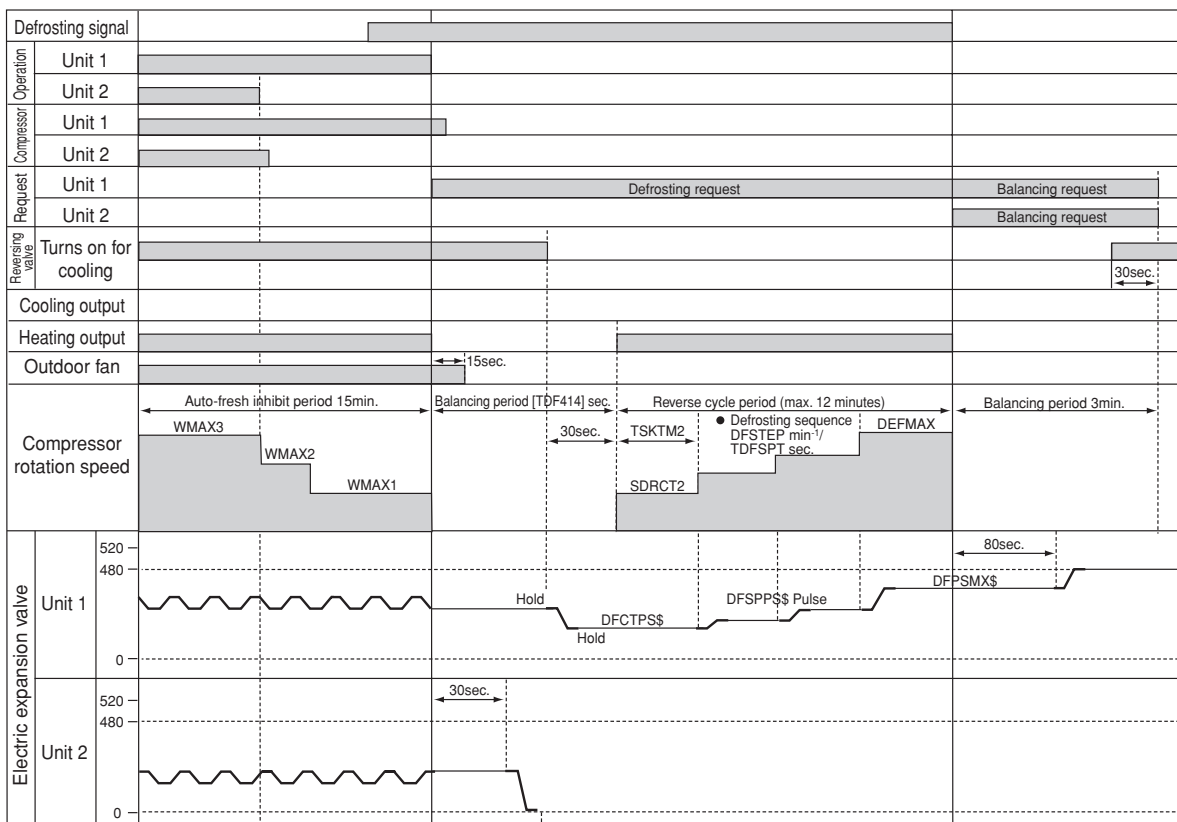 Defrosting signal
Operation
Unit 1
Unit 2
Compressor
Unit 1
Unit 2
Request
Unit 1
Defrosting request
Balancing request
Unit 2
Balancing request
Reversing valve
Turns on for
cooling
30sec.
Cooling output
Heating output
Outdoor fan
15sec.
Compressor
rotation speed
Auto-fresh inhibit period 15min.
Balancing period [TDF414] sec.
Reverse cycle period (max. 12 minutes)
Balancing period 3min.
WMAX3
WMAX2
WMAX1
30sec.
TSKTM2
● Defrosting sequence
DFSTEP min-1/
TDFSPT sec.
DEFMAX
SDRCT2
Electric expansion valve
Unit 1
520
480
0
Hold
DFCTPS$
Hold
DFSPPS$ Pulse
DFPSMX$
80sec.
Unit 2
520
480
0
30sec.